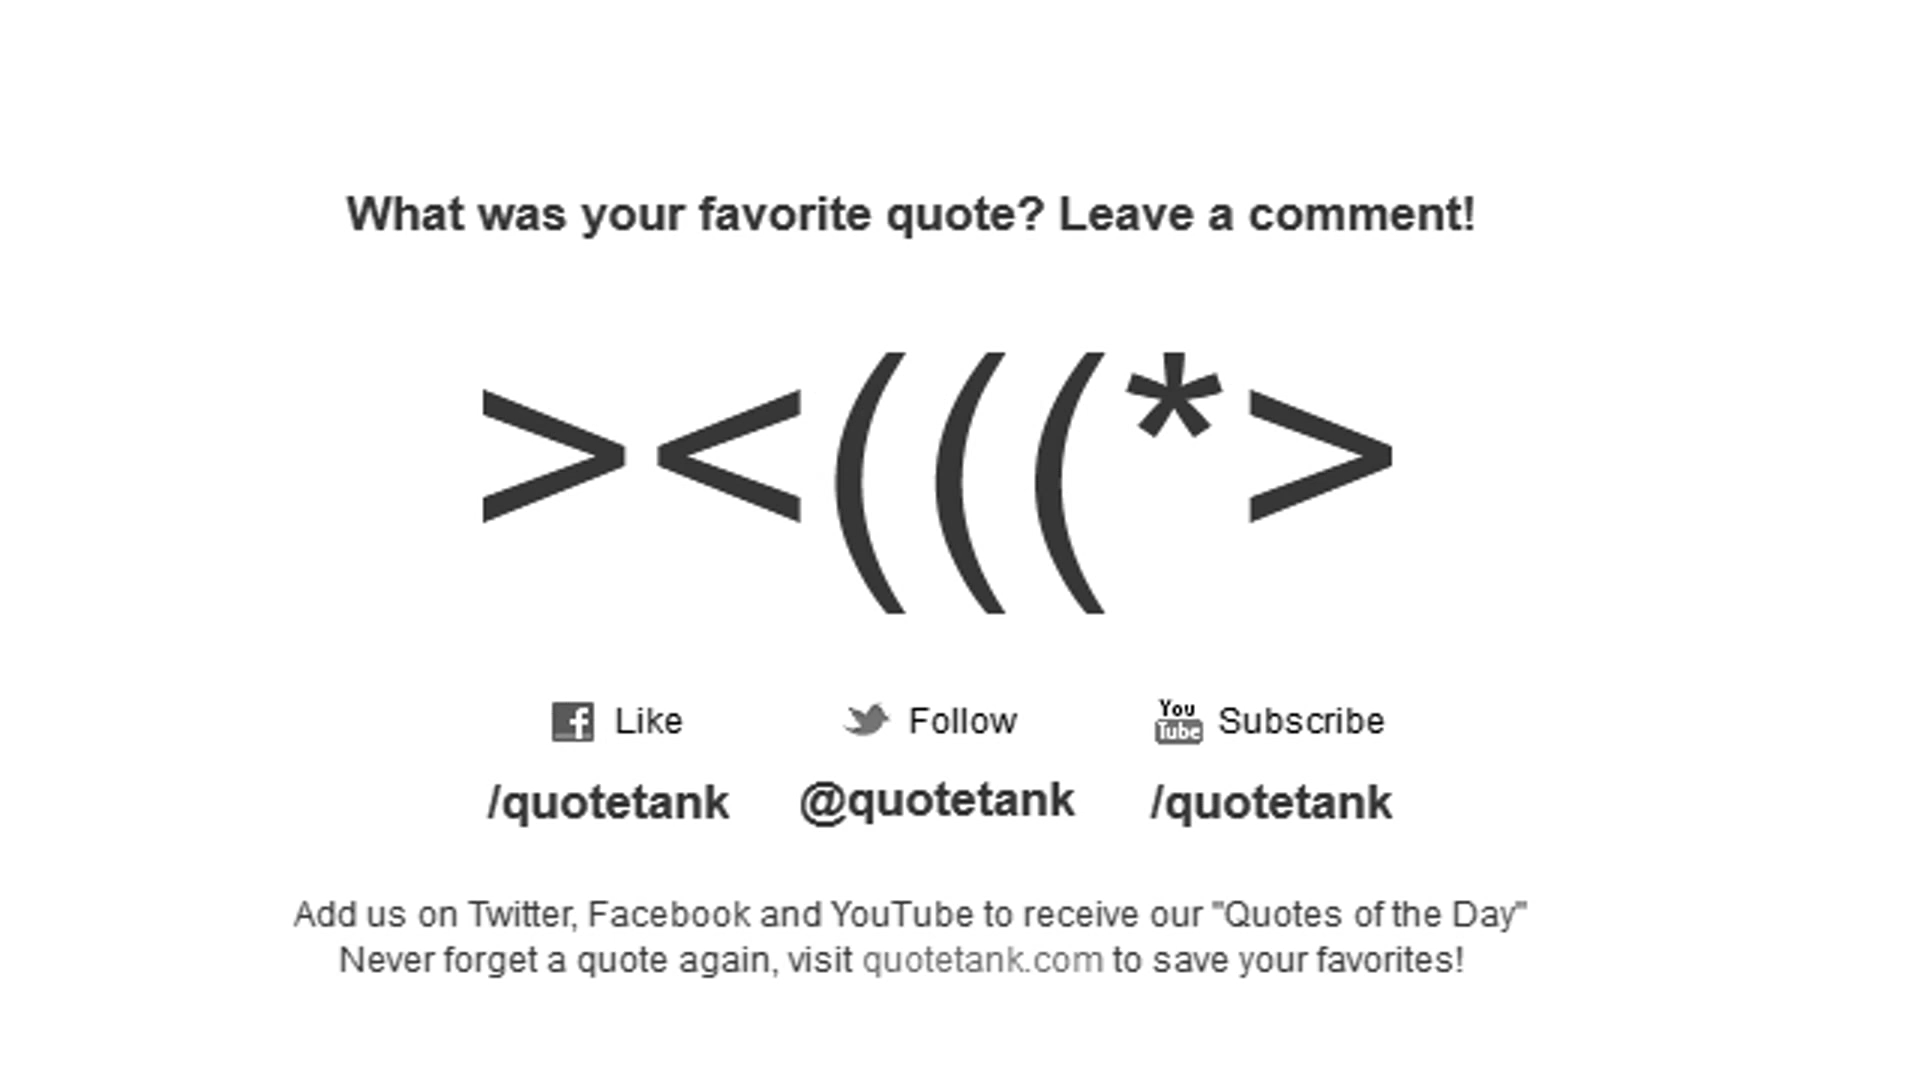 What was your favorite quote? Leave a comment!
><(((*>
f Like
Follow
You Tube Subscribe
/quotetank
@quotetank
/quotetank
Add us on Twitter, Facebook and YouTube to receive our "Quotes of the Day"
Never forget a quote again, visit quotetank.com to save your favorites!